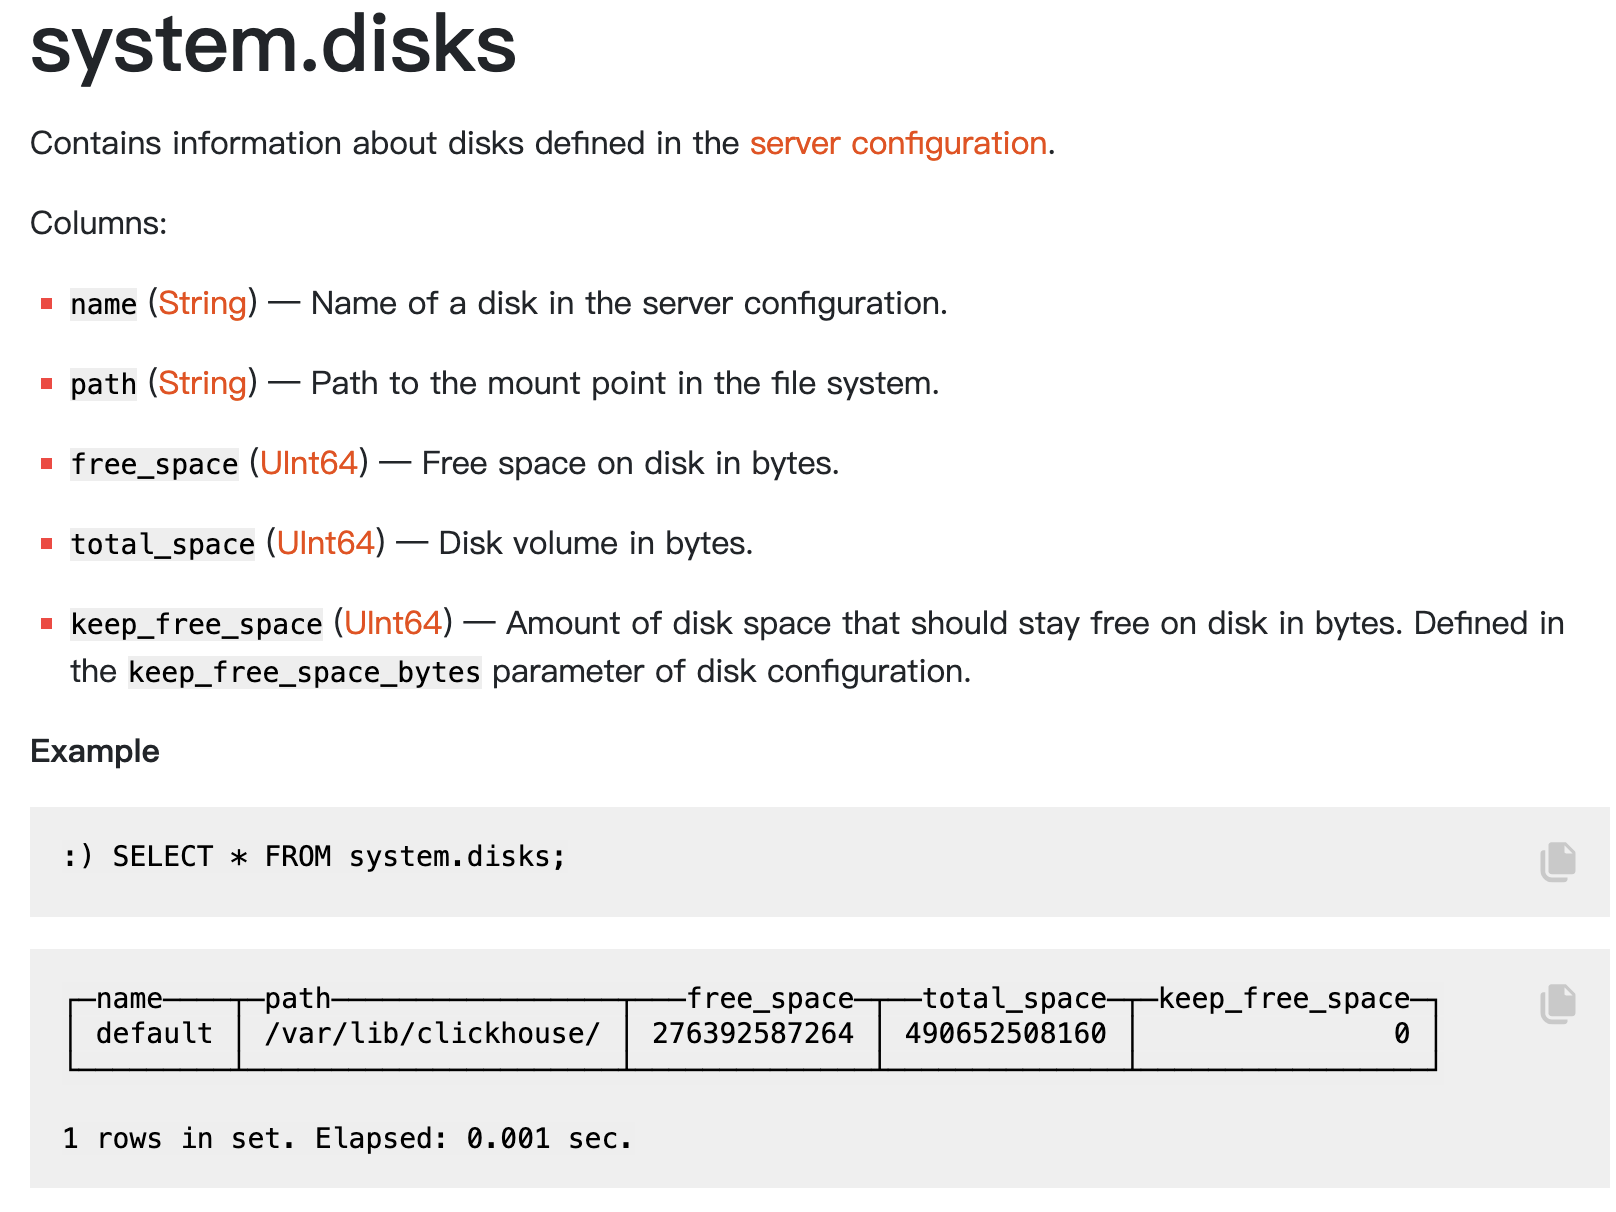 system.disks
Contains information about disks defined in the server configuration.
Columns:
name (String) — Name of a disk in the server configuration.
path (String) — Path to the mount point in the file system.
free_space (UInt64) — Free space on disk in bytes.
total_space (UInt64) — Disk volume in bytes.
keep_free_space (UInt64) — Amount of disk space that should stay free on disk in bytes. Defined in
the keep_free_space_bytes parameter of disk configuration.
Example
:) SELECT * FROM system.disks;
┌─name────┬─path─────────────────┬───free_space─┬──total_space─┬─keep_free_space─┐
│ default │ /var/lib/clickhouse/ │ 276392587264 │ 490652508160 │               0 │
└─────────┴──────────────────────┴──────────────┴──────────────┴─────────────────┘
1 rows in set. Elapsed: 0.001 sec.